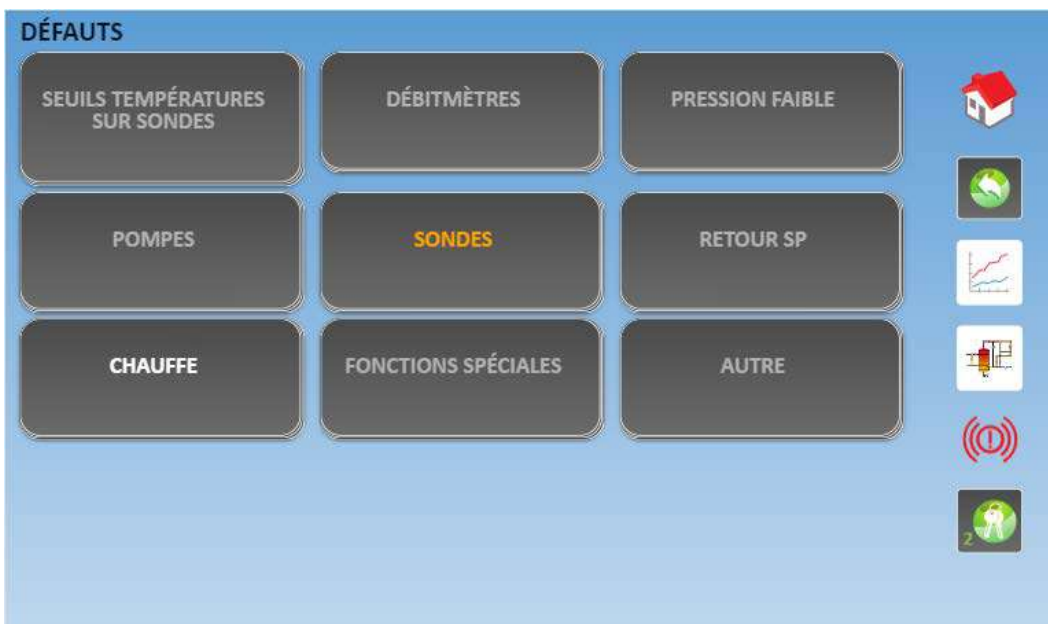 DÉFAUTS
SEUILS TEMPÉRATURES
SUR SONDES
DÉBITMÈTRES
PRESSION FAIBLE
POMPES
SONDES
RETOUR SP
CHAUFFE
FONCTIONS SPÉCIALES
AUTRE
2